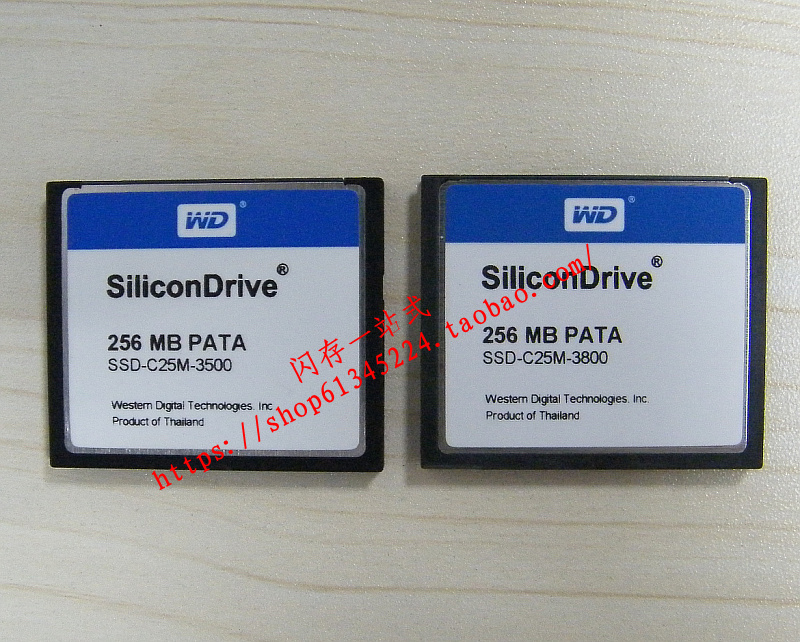 WD®
SiliconDrive®
256 MB PATA
SSD-C25M-3500
Western Digital Technologies. Inc.
Product of Thailand
WD®
SiliconDrive®
256 MB PATA
SSD-C25M-3800
Western Digital Technologies. Inc.
Product of Thailand
闪存一站式
https://shop61345224.taobao.com/